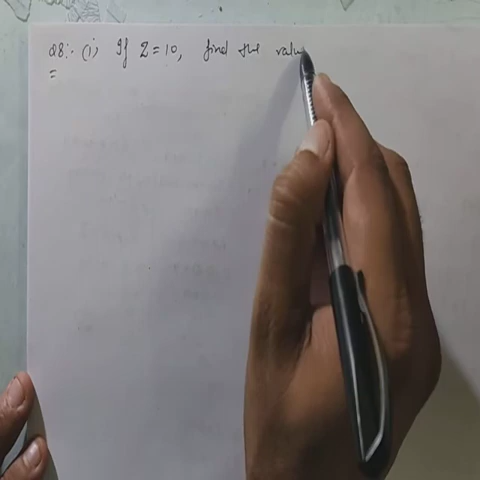 Q8:. (i) If Z = 10, find the valu
=